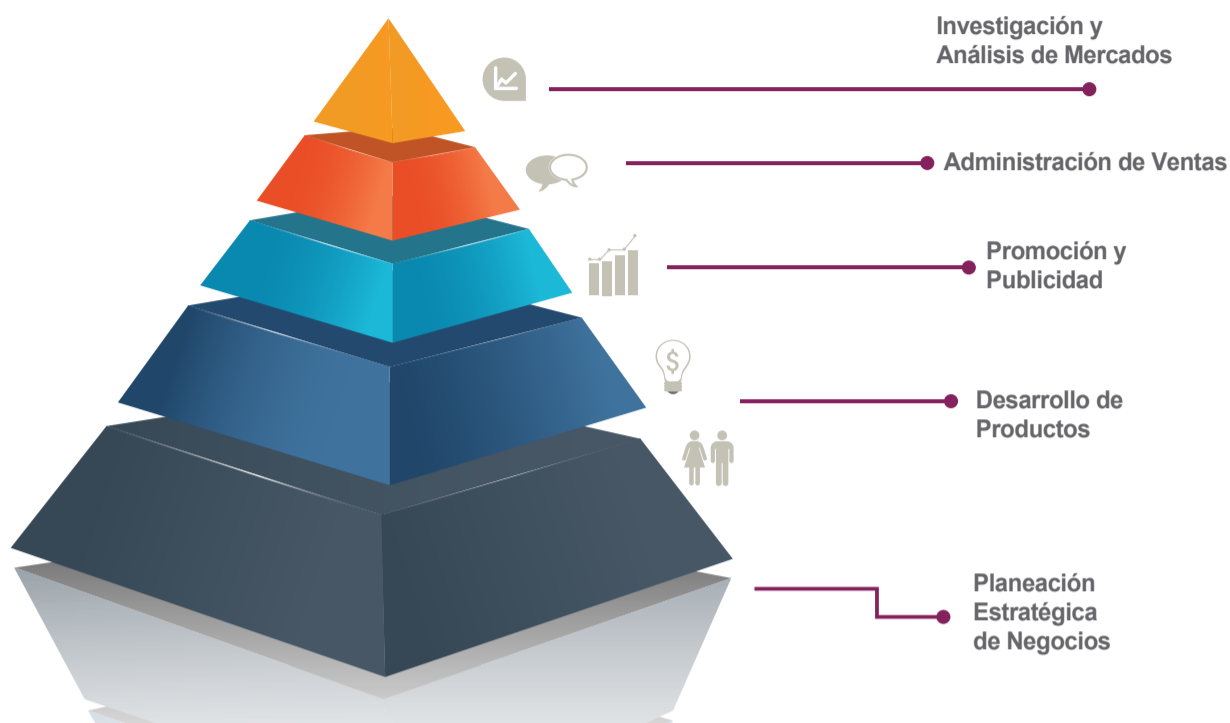 Investigación y
Análisis de Mercados
Administración de Ventas
Promoción y
Publicidad
$
Desarrollo de
Productos
Planeación
Estratégica
de Negocios